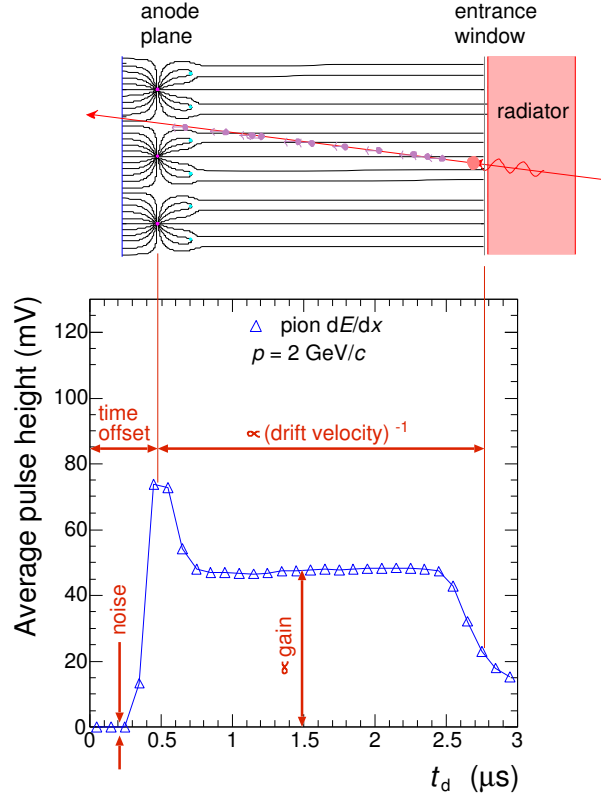 anode
plane
entrance
window
radiator
Average pulse height (mV)
120
100
80
60
40
20
0
pion dE/dx
p = 2 GeV/c
time
offset
∝(drift velocity) -1
noise
∝ gain
0
0.5
1
1.5
2
2.5
3
t_d (μs)